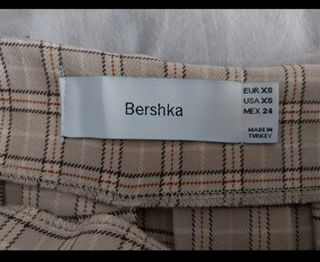 Bershka
EUR XS
USA XS
MEX 24
MADE IN
TURKEY